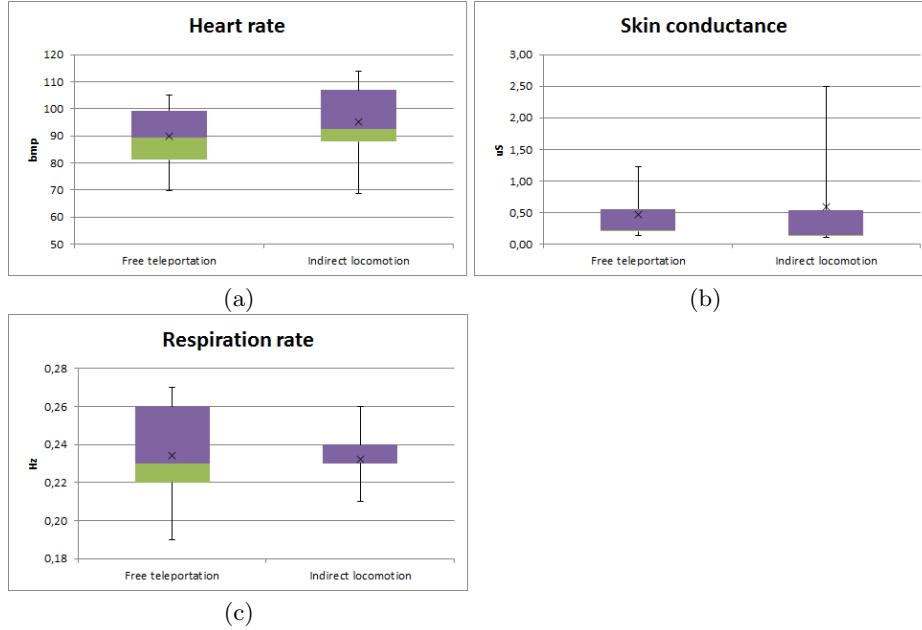 Heart rate
120
110
100
90
80
70
60
50
bmp
Free teleportation
Indirect locomotion
(a)
Skin conductance
3,00
2,50
2,00
1,50
1,00
0,50
0,00
uS
Free teleportation
Indirect locomotion
(b)
Respiration rate
0,28
0,26
0,24
0,22
0,20
0,18
Hz
Free teleportation
Indirect locomotion
(c)